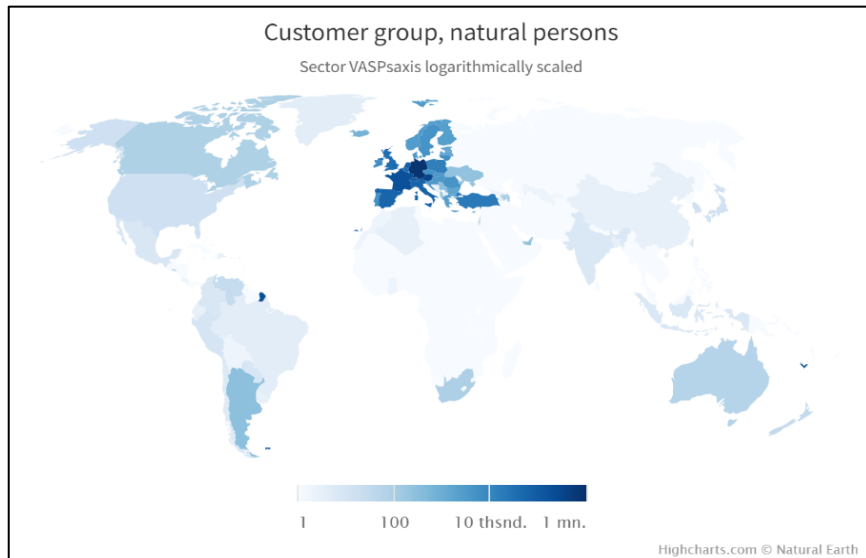 Customer group, natural persons
Sector VASPsaxis logarithmically scaled
1 100 10 thsnd. 1 mn.
Highcharts.com © Natural Earth